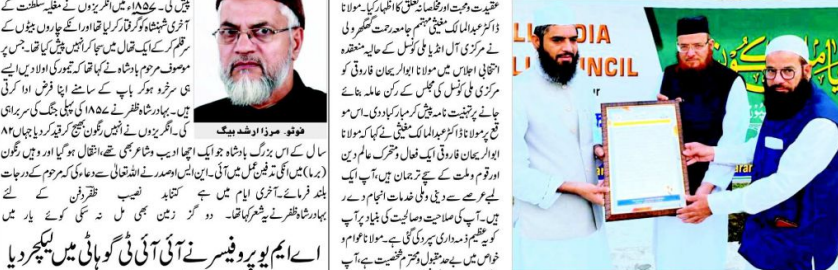 پیش کی۔ ۱۸۵۷ء میں مغلیہ سلطنت کے
آخری شہنشاہ کو گرفتار کر لیا تھا اور انکے چاروں بیٹوں کے
سر قلم کر کے ایک تھال میں سجا کر انہیں پیش کیا تھا۔ جس پر
موصوف مرحوم بادشاہ نے کہا تھا کہ تیمور کی اولادیں ایسے
ہی سرخرو ہو کر باپ کے سامنے اپنا فرض ادا کرتی
ہیں۔ بہادر شاہ ظفر نے ۱۸۵۷ کی پہلی جنگ کی سربراہی
کی۔ انگریزوں نے انہیں رنگون بھیج کر قید کر دیا جہاں ۸۲
سال کے اس بزرگ بادشاہ جو ایک اچھا ادیب و شاعر بھی تھے، انتقال ہو گیا اور وہیں رنگون
(برما) میں انکی تدفین عمل میں آئی۔ این ایس او صدر نے اللہ تعالیٰ سے دعاء کی کہ مرحوم کے درجات
بلند فرمائے۔ آخری ایام میں ہے کتنا بد نصیب ظفر دفن کے لئے
بہادر شاہ ظفر نے یہ شعر کہا تھا۔ دو گز زمین بھی مل نہ سکی کوئے یار میں
فوٹو۔ مرزا ارشد بیگ
اے ایم یو پروفیسر نے آئی آئی ٹی گوہاٹی میں لیکچر دیا
عقیدت و محبت اور مخلصانہ تعلق کا اظہار کیا۔ مولانا
ڈاکٹر عبدالمالک مغیثی مہتمم جامعہ رحمت گھگھرولی
نے مرکزی آل انڈیا ملی کونسل کے حالیہ منعقدہ
انتخابی اجلاس میں مولانا ابوالریحان فاروقی کو
مرکزی ملی کونسل کی مجلس کے رکن عاملہ بنائے
جانے پر تہنیت نامہ پیش کر مبارکباد دی۔ اس مو
قع پر مولانا ڈاکٹر عبدالمالک مغیثی نے کہا کہ مولانا
ابوالریحان فاروقی ایک فعال و متحرک عالم دین
اور قوم و ملت کے سچے ترجمان ہیں، آپ ایک
لمبے عرصے سے دینی و ملی خدمات انجام دے رہے
ہیں۔ آپ کی صلاحیت و صالحیت کی بنیاد پر آپ
کو یہ عظیم ذمہ داری سپرد کی گئی ہے۔ مولانا عوام و
خواص میں بے حد مقبول و محترم شخصیت ہے، آپ
DIA
COUNCIL